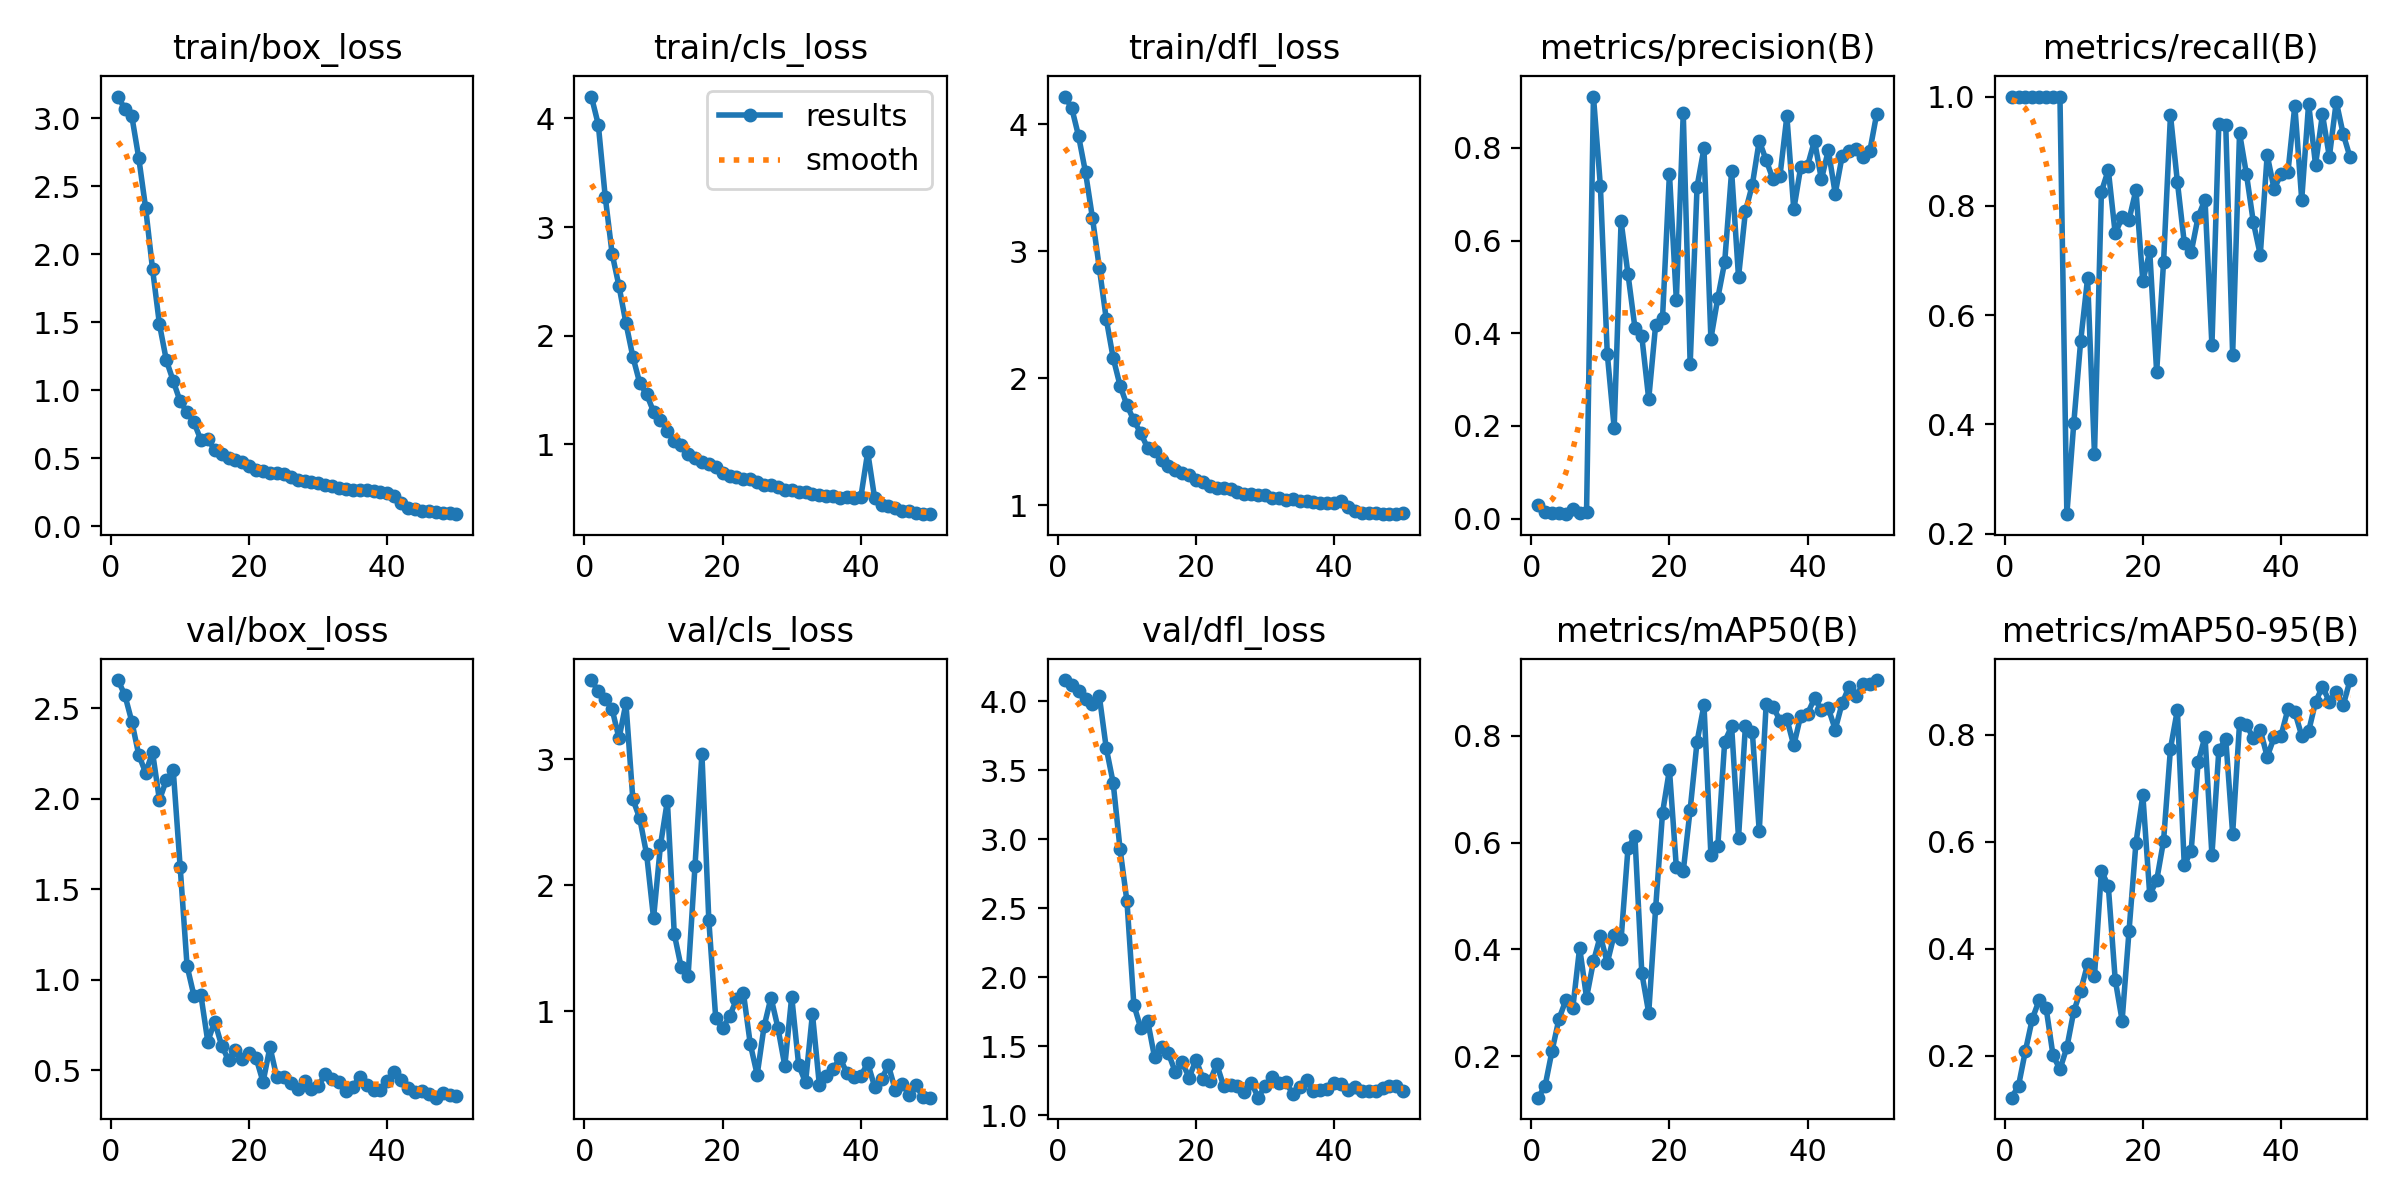 train/box_loss
3.0
2.5
2.0
1.5
1.0
0.5
0.0
0 20 40
train/cls_loss
results
smooth
4
3
2
1
0 20 40
train/dfl_loss
4
3
2
1
0 20 40
metrics/precision(B)
0.8
0.6
0.4
0.2
0.0
0 20 40
metrics/recall(B)
1.0
0.8
0.6
0.4
0.2
0 20 40
val/box_loss
2.5
2.0
1.5
1.0
0.5
0 20 40
val/cls_loss
3
2
1
0 20 40
val/dfl_loss
4.0
3.5
3.0
2.5
2.0
1.5
1.0
0 20 40
metrics/mAP50(B)
0.8
0.6
0.4
0.2
0 20 40
metrics/mAP50-95(B)
0.8
0.6
0.4
0.2
0 20 40